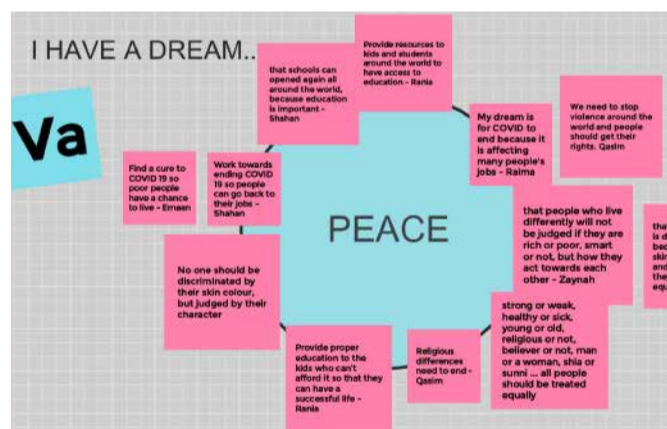 I HAVE A DREAM..
Va
that schools can
opened again all
around the world,
because education
is important -
Shahan
Provide resources to
kids and students
around the world to
have access to
education - Rania
My dream is
for COVID to
end because it
is affecting
many people's
jobs - Raima
We need to stop
violence around the
world and people
should get their
rights. Qasim
Find a cure to
COVID 19 so
poor people
have a chance
to live - Emaan
Work towards
ending COVID
19 so people
can go back to
their jobs -
Shahan
PEACE
that people who live
differently will not
be judged if they are
rich or poor, smart
or not, but how they
act towards each
other - Zaynah
No one should be
discriminated by
their skin colour,
but judged by their
character
strong or weak,
healthy or sick,
young or old,
religious or not,
believer or not, man
or a woman, shia or
sunni ... all people
should be treated
equally
Provide proper
education to the
kids who can't
afford it so that they
can have a
successful life -
Rania
Religious
differences
need to end -
Qasim